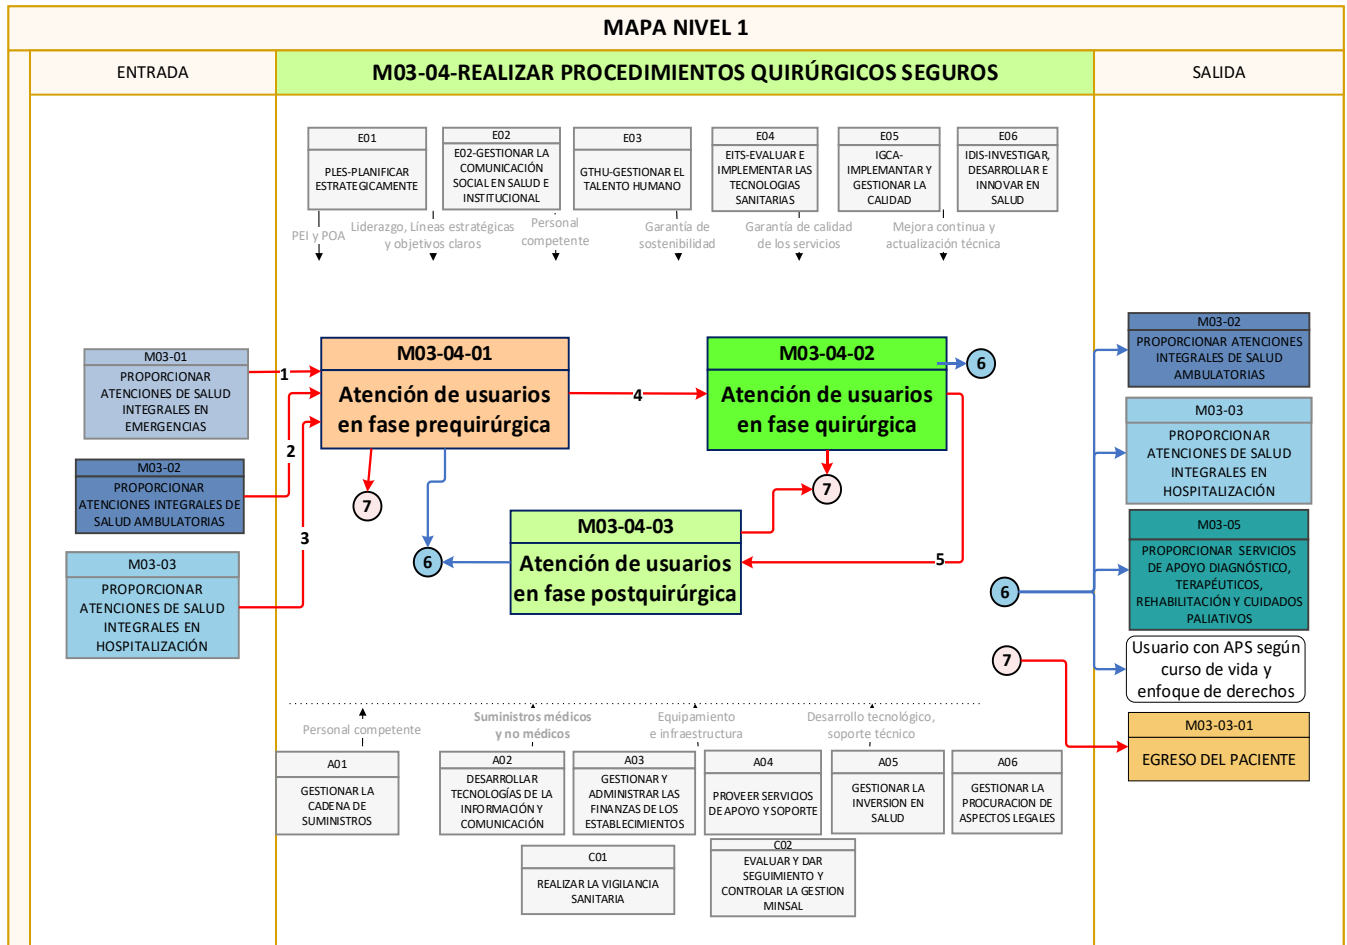 MAPA NIVEL 1
ENTRADA
M03-04-REALIZAR PROCEDIMIENTOS QUIRÚRGICOS SEGUROS
SALIDA
E01
PLES-PLANIFICAR
ESTRATEGICAMENTE
E02
E02-GESTIONAR LA
COMUNICACIÓN
SOCIAL EN SALUD E
INSTITUCIONAL
E03
GTHU-GESTIONAR EL
TALENTO HUMANO
E04
EITS-EVALUAR E
IMPLEMENTAR LAS
TECNOLOGIAS
SANITARIAS
E05
IGCA-
IMPLEMANTAR Y
GESTIONAR LA
CALIDAD
E06
IDIS-INVESTIGAR,
DESARROLLAR E
INNOVAR EN
SALUD
PEI y POA
Liderazgo, Líneas estratégicas
y objetivos claros
Personal
competente
Garantía de
sostenibilidad
Garantía de calidad
de los servicios
Mejora continua y
actualización técnica
M03-01
PROPORCIONAR
ATENCIONES DE SALUD
INTEGRALES EN
EMERGENCIAS
M03-02
PROPORCIONAR
ATENCIONES INTEGRALES DE
SALUD AMBULATORIAS
M03-03
PROPORCIONAR
ATENCIONES DE SALUD
INTEGRALES EN
HOSPITALIZACIÓN
1
2
3
M03-04-01
Atención de usuarios
en fase prequirúrgica
4
M03-04-02
Atención de usuarios
en fase quirúrgica
6
7
7
6
M03-04-03
Atención de usuarios
en fase postquirúrgica
5
6
7
M03-02
PROPORCIONAR ATENCIONES
INTEGRALES DE SALUD
AMBULATORIAS
M03-03
PROPORCIONAR
ATENCIONES DE SALUD
INTEGRALES EN
HOSPITALIZACIÓN
M03-05
PROPORCIONAR SERVICIOS
DE APOYO DIAGNÓSTICO,
TERAPÉUTICOS,
REHABILITACIÓN Y CUIDADOS
PALIATIVOS
Usuario con APS según
curso de vida y
enfoque de derechos
M03-03-01
EGRESO DEL PACIENTE
Personal competente
Suministros médicos
y no médicos
Equipamiento
e infraestructura
Desarrollo tecnológico,
soporte técnico
A01
GESTIONAR LA
CADENA DE
SUMINISTROS
A02
DESARROLLAR
TECNOLOGÍAS DE LA
INFORMACIÓN Y
COMUNICACIÓN
A03
GESTIONAR Y
ADMINISTRAR LAS
FINANZAS DE LOS
ESTABLECIMIENTOS
A04
PROVEER SERVICIOS
DE APOYO Y SOPORTE
A05
GESTIONAR LA
INVERSION EN
SALUD
A06
GESTIONAR LA
PROCURACION DE
ASPECTOS LEGALES
C01
REALIZAR LA VIGILANCIA
SANITARIA
C02
EVALUAR Y DAR
SEGUIMIENTO Y
CONTROLAR LA GESTION
MINSAL